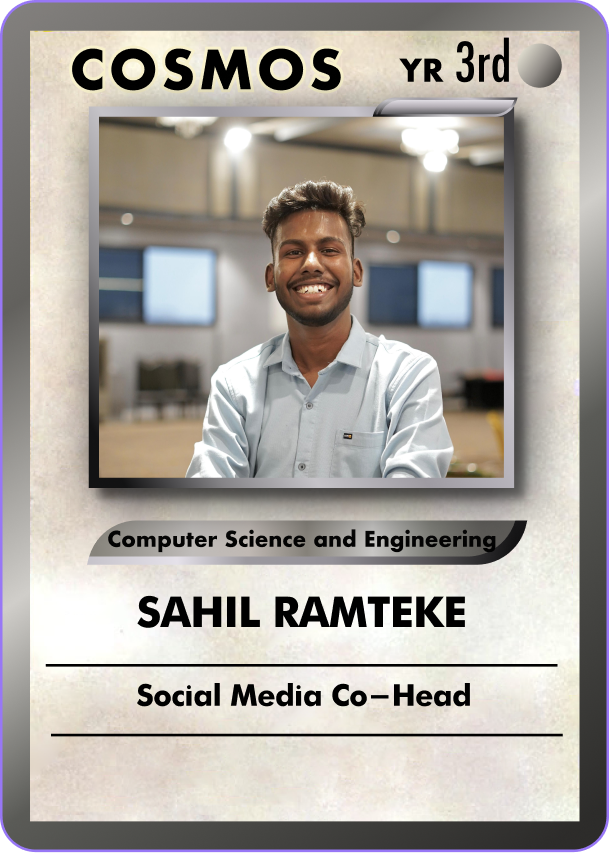 COSMOS YR 3rd
Computer Science and Engineering
SAHIL RAMTEKE
Social Media Co–Head